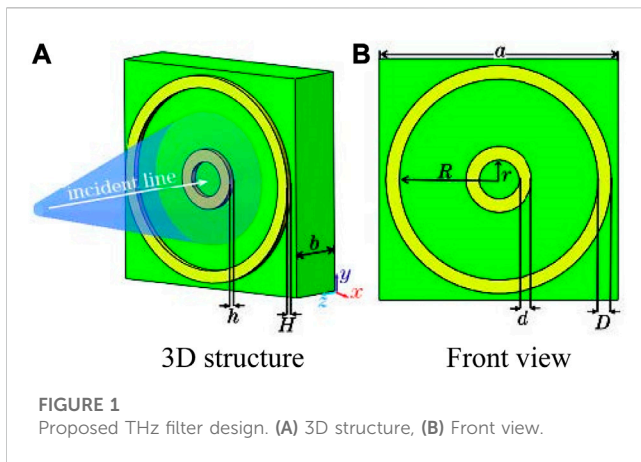 A
B
a
incident line
R
r
b
y
x
z
h
H
d
D
3D structure
Front view
FIGURE 1
Proposed THz filter design. (A) 3D structure, (B) Front view.